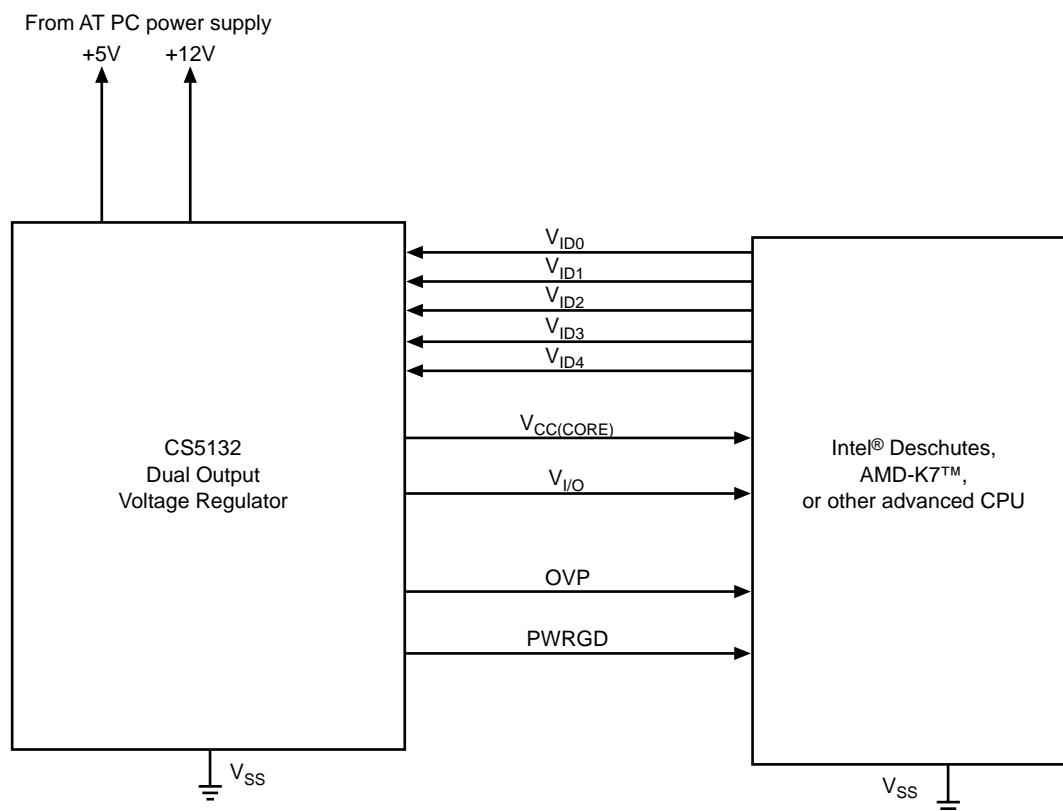 From AT PC power supply
+5V +12V
VID0
VID1
VID2
VID3
VID4
VCC(CORE)
VI/O
OVP
PWRGD
CS5132
Dual Output
Voltage Regulator
Intel® Deschutes,
AMD-K7™,
or other advanced CPU
VSS
VSS